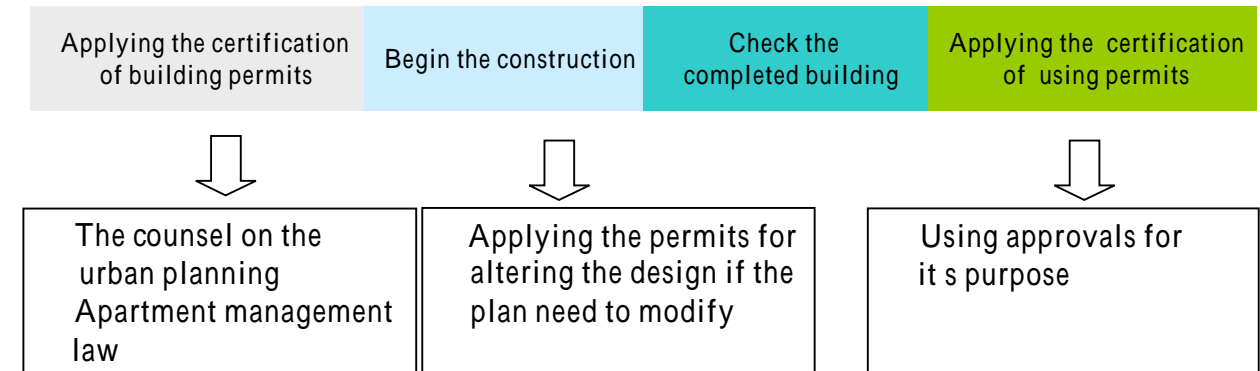 Applying the certification
of building permits
Begin the construction
Check the
completed building
Applying the certification
of using permits
The counsel on the
urban planning
Apartment management
law
Applying the permits for
altering the design if the
plan need to modify
Using approvals for
it s purpose